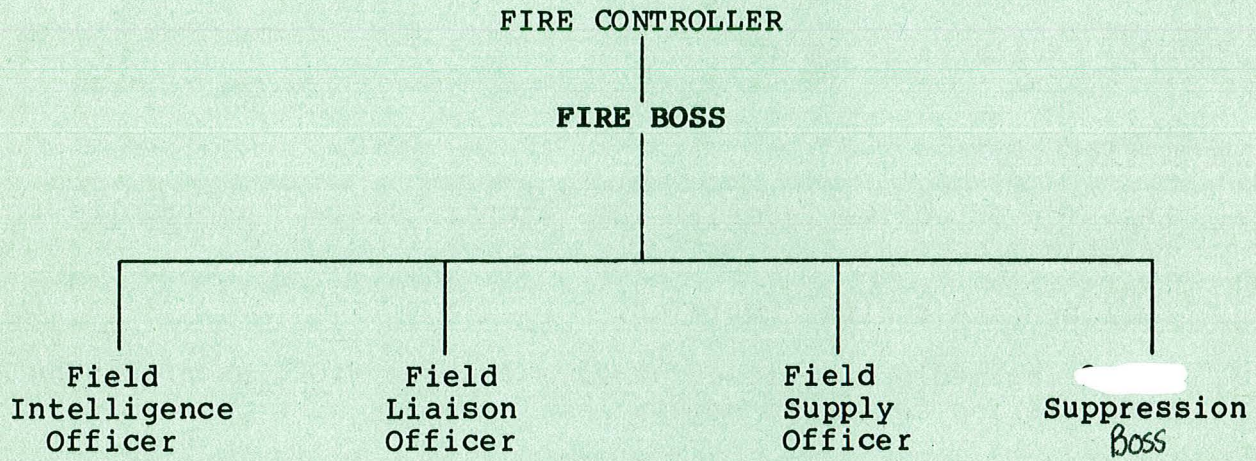 FIRE CONTROLLER
FIRE BOSS
Field
Intelligence
Officer
Field
Liaison
Officer
Field
Supply
Officer
Suppression
Boss